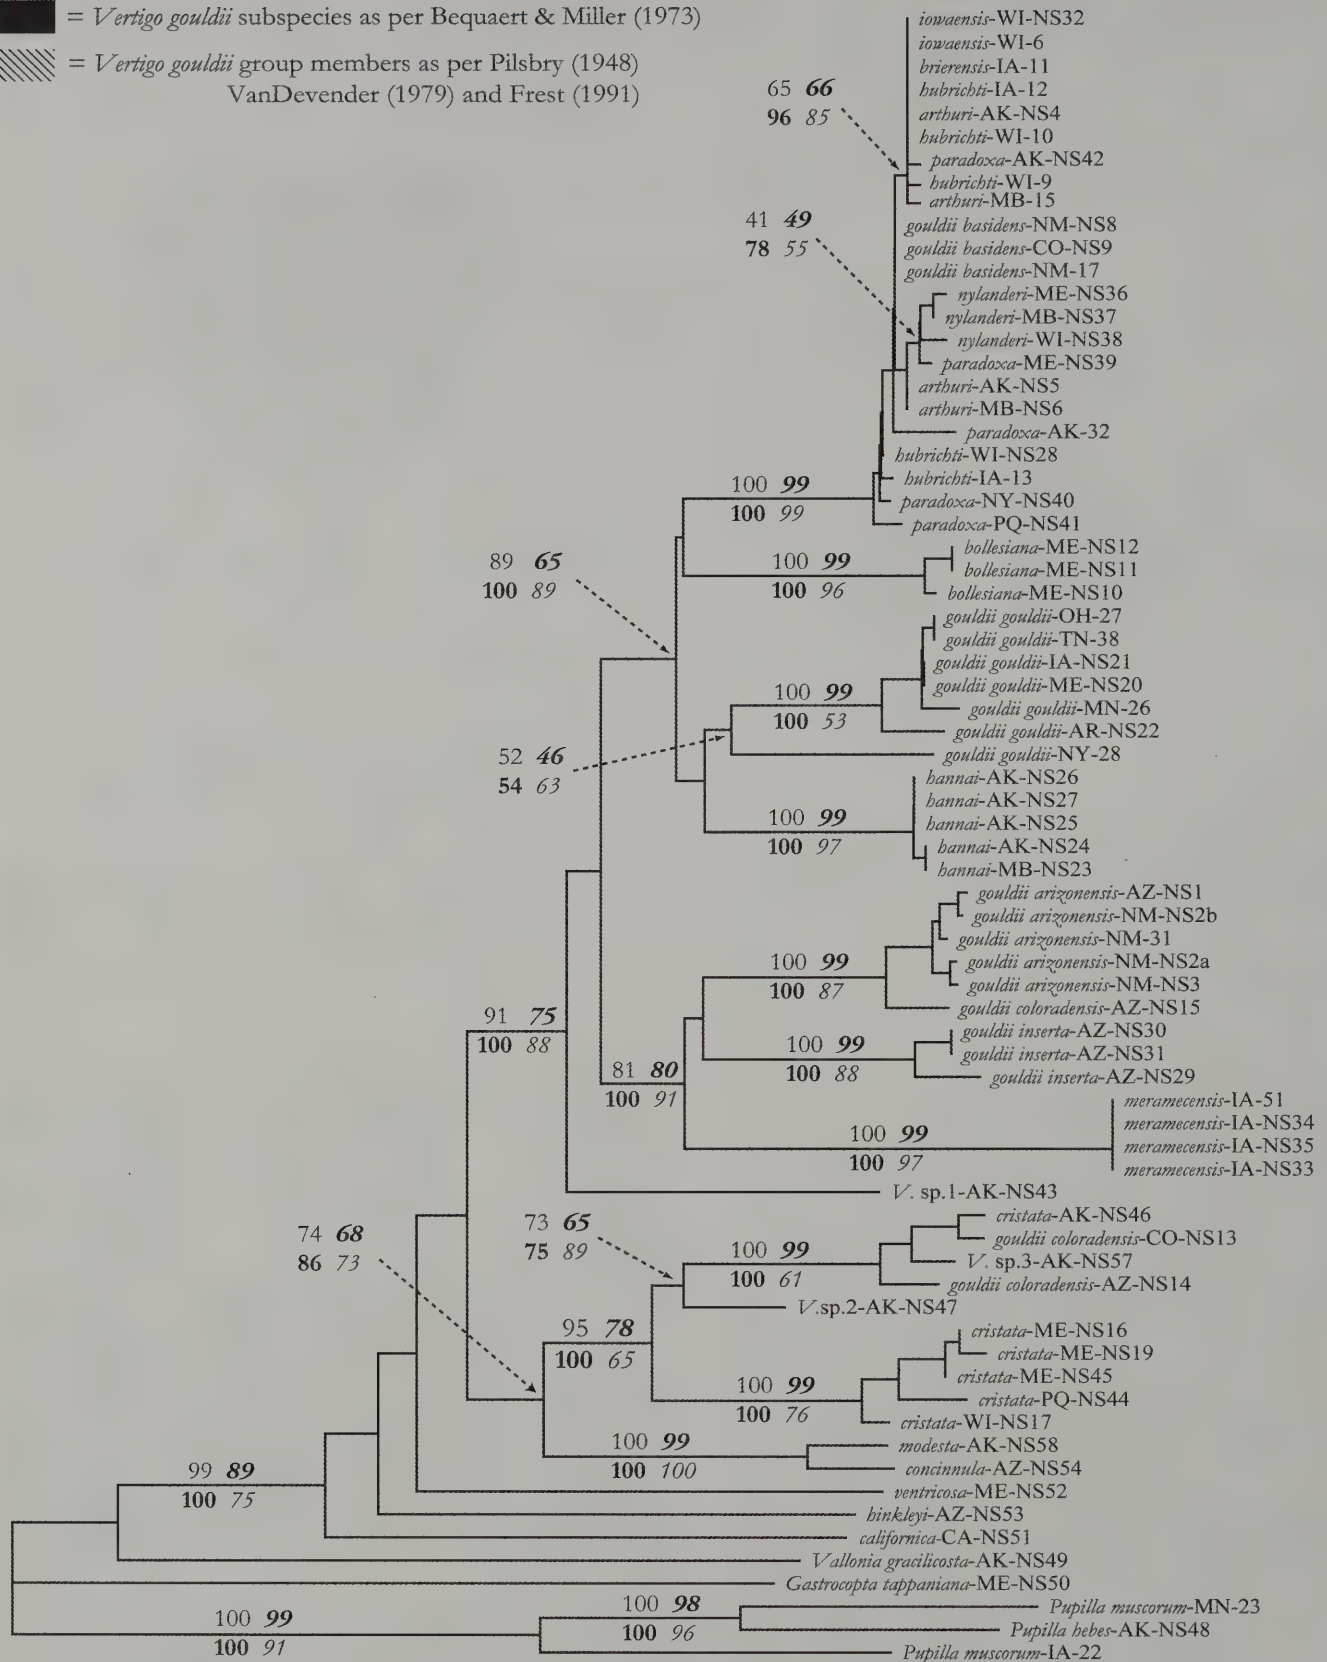 = Vertigo gouldii subspecies as per Bequaert & Miller (1973)
= Vertigo gouldii group members as per Pilsbry (1948)
VanDevender (1979) and Frest (1991)
iowaensis-WI-NS32
iowaensis-WI-6
brierensis-IA-11
hubrichti-IA-12
arthuri-AK-NS4
hubrichti-WI-10
paradoxa-AK-NS42
hubrichti-WI-9
arthuri-MB-15
65 66
96 85
gouldii basidens-NM-NS8
gouldii basidens-CO-NS9
gouldii basidens-NM-17
41 49
78 55
nylanderi-ME-NS36
nylanderi-MB-NS37
nylanderi-WI-NS38
paradoxa-ME-NS39
arthuri-AK-NS5
arthuri-MB-NS6
paradoxa-AK-32
hubrichti-WI-NS28
hubrichti-IA-13
paradoxa-NY-NS40
paradoxa-PQ-NS41
100 99
100 99
bollesiana-ME-NS12
bollesiana-ME-NS11
bollesiana-ME-NS10
100 99
100 96
89 65
100 89
gouldii gouldii-OH-27
gouldii gouldii-TN-38
gouldii gouldii-IA-NS21
gouldii gouldii-ME-NS20
gouldii gouldii-MN-26
gouldii gouldii-AR-NS22
gouldii gouldii-NY-28
100 99
100 53
52 46
54 63
hannai-AK-NS26
hannai-AK-NS27
hannai-AK-NS25
hannai-AK-NS24
hannai-MB-NS23
100 99
100 97
gouldii arizonensis-AZ-NS1
gouldii arizonensis-NM-NS2b
gouldii arizonensis-NM-31
gouldii arizonensis-NM-NS2a
gouldii arizonensis-NM-NS3
gouldii coloradensis-AZ-NS15
100 99
100 87
gouldii inserta-AZ-NS30
gouldii inserta-AZ-NS31
gouldii inserta-AZ-NS29
100 99
100 88
91 75
100 88
81 80
100 91
meramecensis-IA-51
meramecensis-IA-NS34
meramecensis-IA-NS35
meramecensis-IA-NS33
100 99
100 97
V. sp.1-AK-NS43
cristata-AK-NS46
gouldii coloradensis-CO-NS13
V. sp.3-AK-NS57
gouldii coloradensis-AZ-NS14
V.sp.2-AK-NS47
100 99
100 61
73 65
75 89
74 68
86 73
95 78
100 65
cristata-ME-NS16
cristata-ME-NS19
cristata-ME-NS45
cristata-PQ-NS44
cristata-WI-NS17
100 99
100 76
modesta-AK-NS58
concinnula-AZ-NS54
100 99
100 100
ventricosa-ME-NS52
hinkleyi-AZ-NS53
californica-CA-NS51
99 89
100 75
Vallonia gracilicosta-AK-NS49
Gastrocopta tappaniana-ME-NS50
Pupilla muscorum-MN-23
Pupilla hebes-AK-NS48
Pupilla muscorum-IA-22
100 98
100 96
100 99
100 91